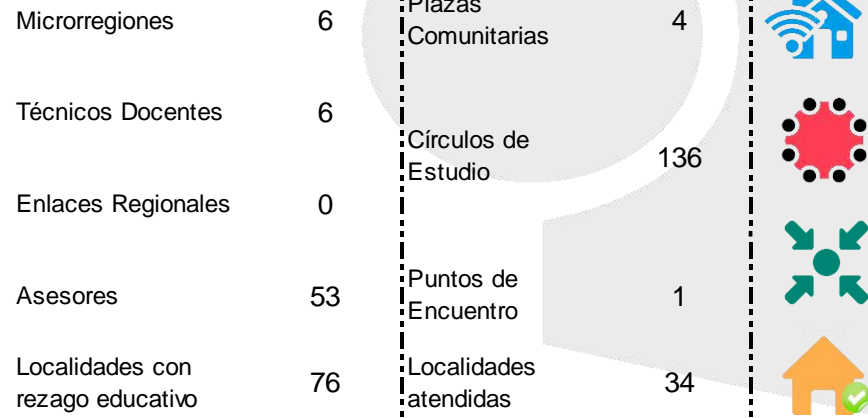 Microrregiones 6
Plazas
Comunitarias 4
Técnicos Docentes 6
Círculos de
Estudio 136
Enlaces Regionales 0
Asesores 53
Puntos de
Encuentro 1
Localidades con
rezago educativo 76
Localidades
atendidas 34